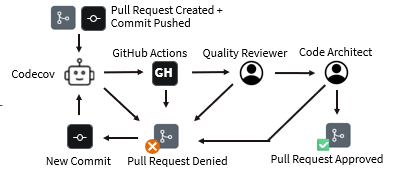 Pull Request Created +
Commit Pushed
GitHub Actions
Quality Reviewer
Code Architect
Codecov
GH
New Commit
Pull Request Denied
Pull Request Approved